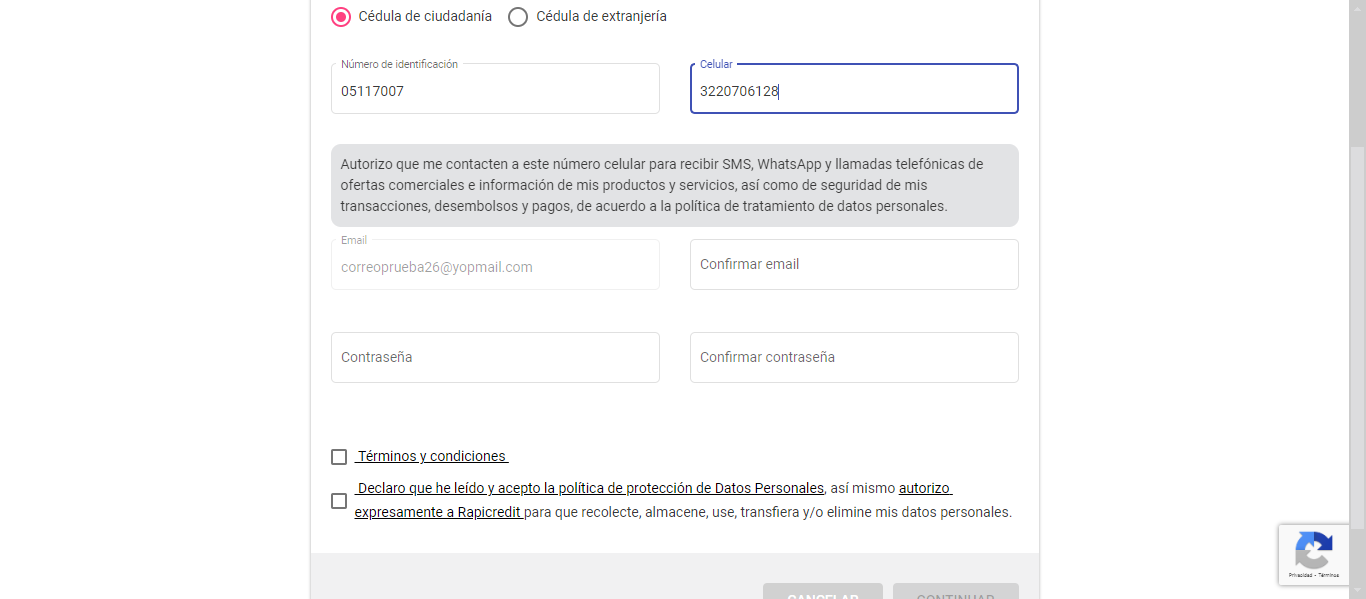 Cédula de ciudadanía Cédula de extranjería
Número de identificación Celular
05117007 3220706128
Autorizo que me contacten a este número celular para recibir SMS, WhatsApp y llamadas telefónicas de
ofertas comerciales e información de mis productos y servicios, así como de seguridad de mis
transacciones, desembolsos y pagos, de acuerdo a la política de tratamiento de datos personales.
Email
correoprueba26@yopmail.com Confirmar email
Contraseña Confirmar contraseña
Términos y condiciones
Declaro que he leído y acepto la política de protección de Datos Personales, así mismo autorizo
expresamente a Rapicredit para que recolecte, almacene, use, transfiera y/o elimine mis datos personales.
Privacidad - Términos
CANCELAR CONTINUAR